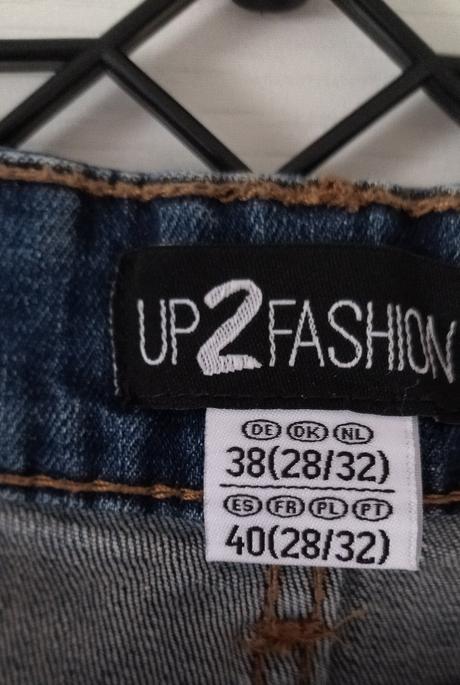 UP2FASHION
DE DK NL
38(28/32)
ES FR PL PT
40(28/32)